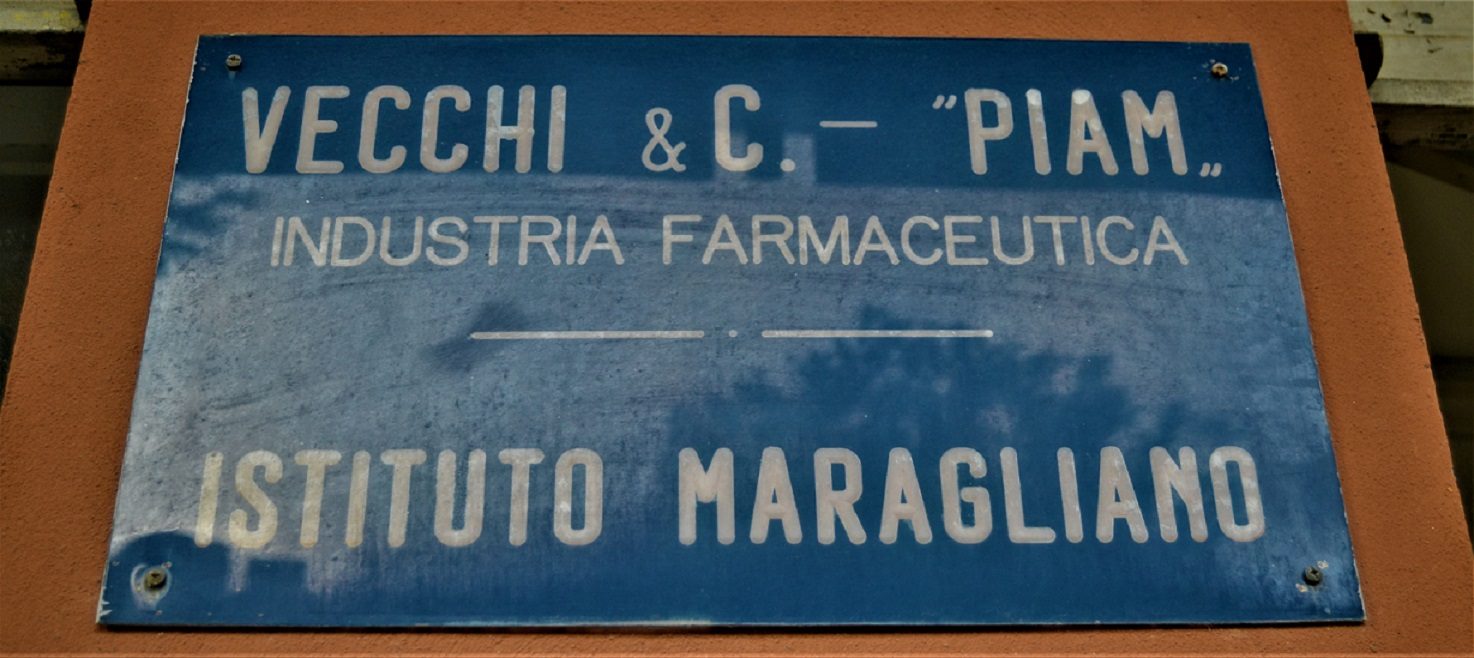 VECCHI & C. — "PIAM„
INDUSTRIA FARMACEUTICA
ISTITUTO MARAGLIANO